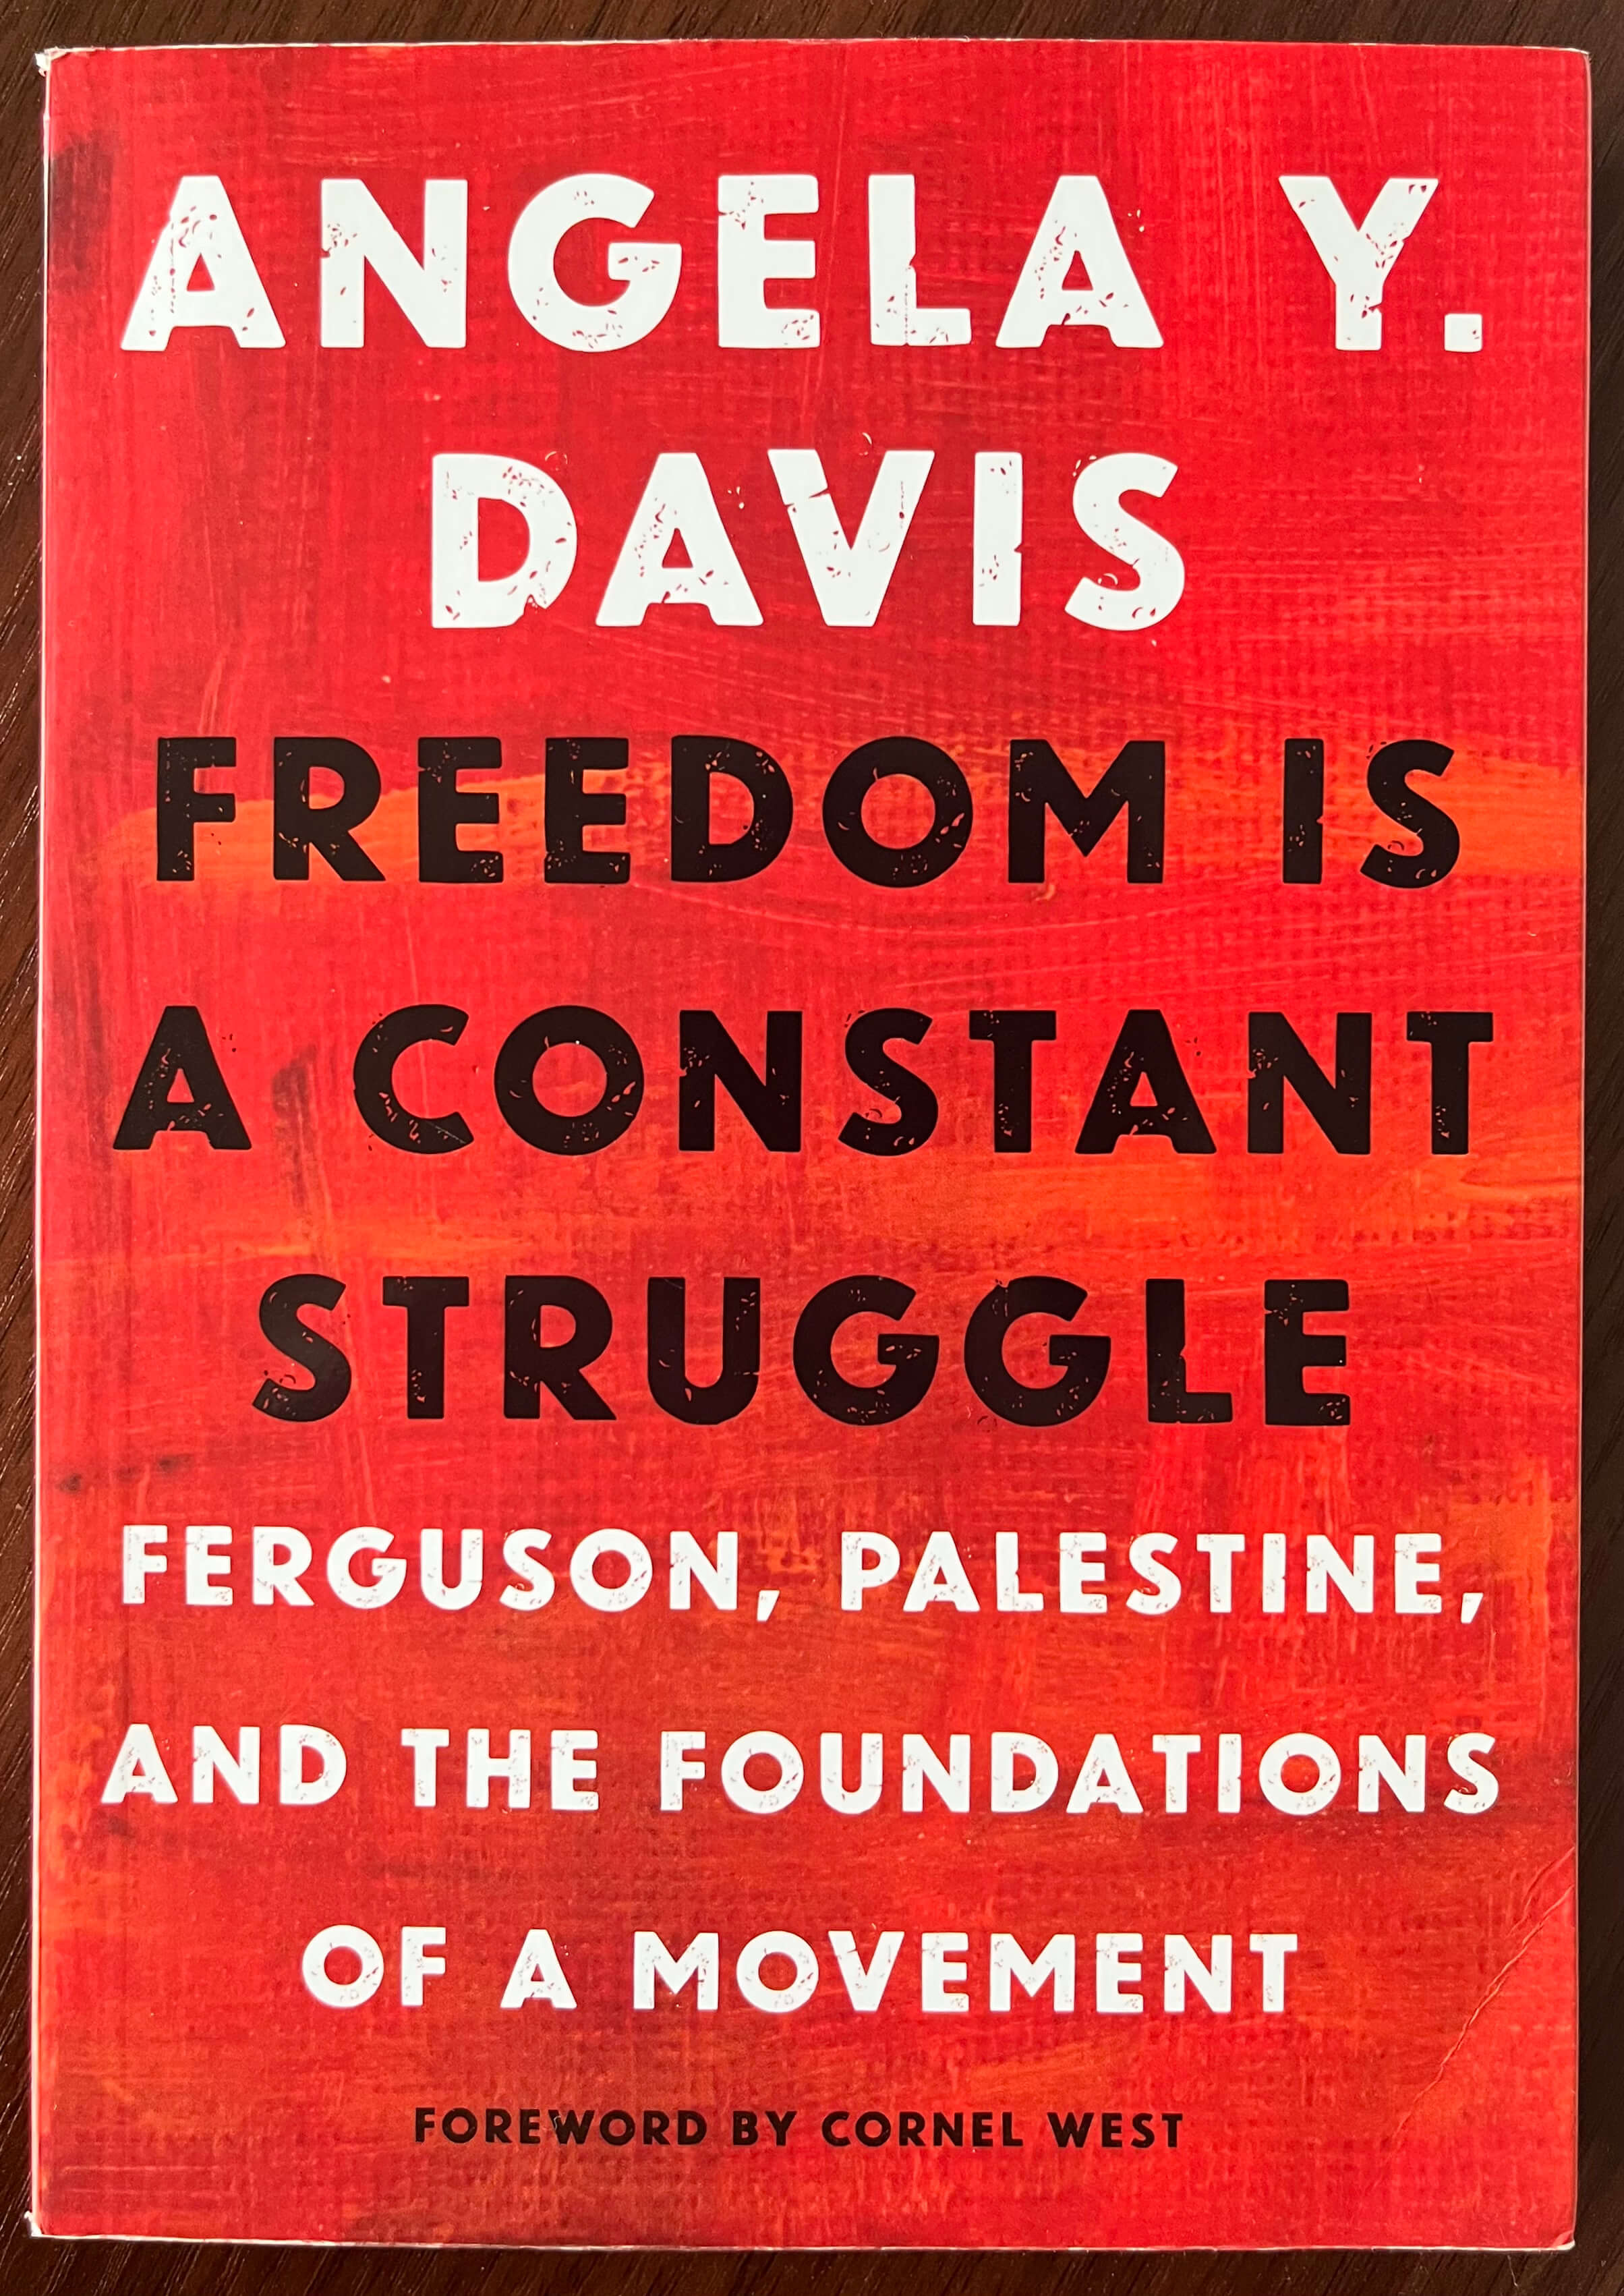 ANGELA Y.
DAVIS
FREEDOM IS
A CONSTANT
STRUGGLE
FERGUSON, PALESTINE,
AND THE FOUNDATIONS
OF A MOVEMENT
FOREWORD BY CORNEL WEST